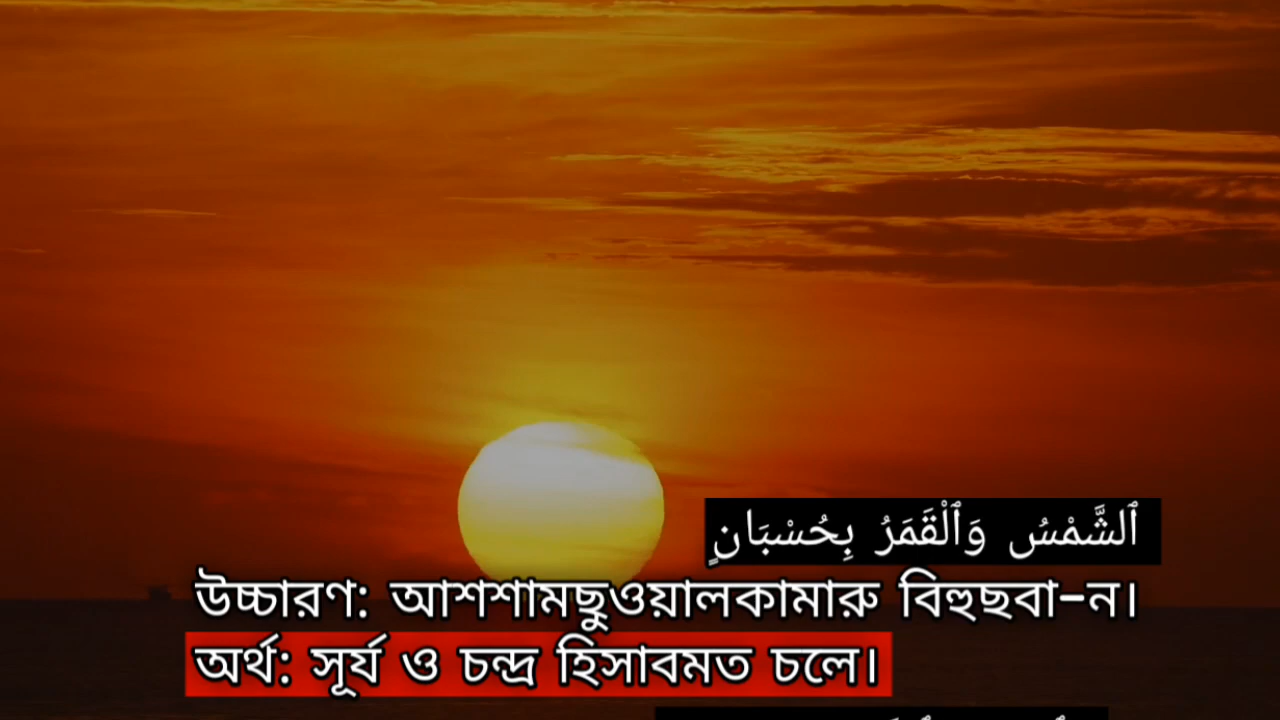 ٱلشَّمْسُ وَٱلْقَمَرُ بِحُسْبَانٍ
উচ্চারণ: আশশামছুওয়ালকামারু বিহুছবা-ন।
অর্থ: সূর্য ও চন্দ্র হিসাবমত চলে।